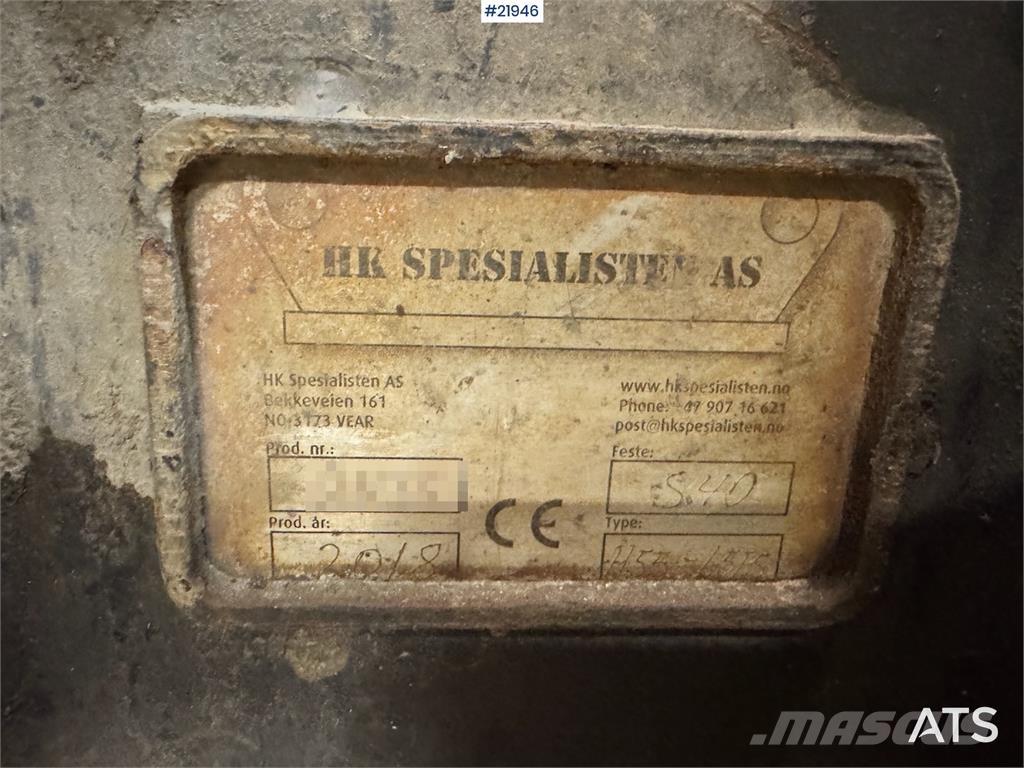 #21946
HK SPESIALISTEN AS
HK Spesialisten AS
Bekkeveien 161
NO-3173 VEAR
www.hkspesialisten.no
Phone: +47 907 16 621
post@hkspesialisten.no
Prod. nr.:
Feste:
S.40
Prod. år:
2018
CE
Type:
MASCUS
ATS